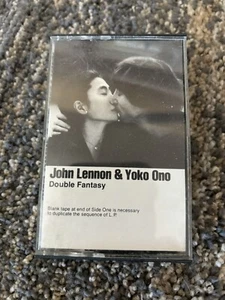 John Lennon & Yoko Ono
Double Fantasy
Blank tape at end of Side One is necessary
to duplicate the sequence of L.P.